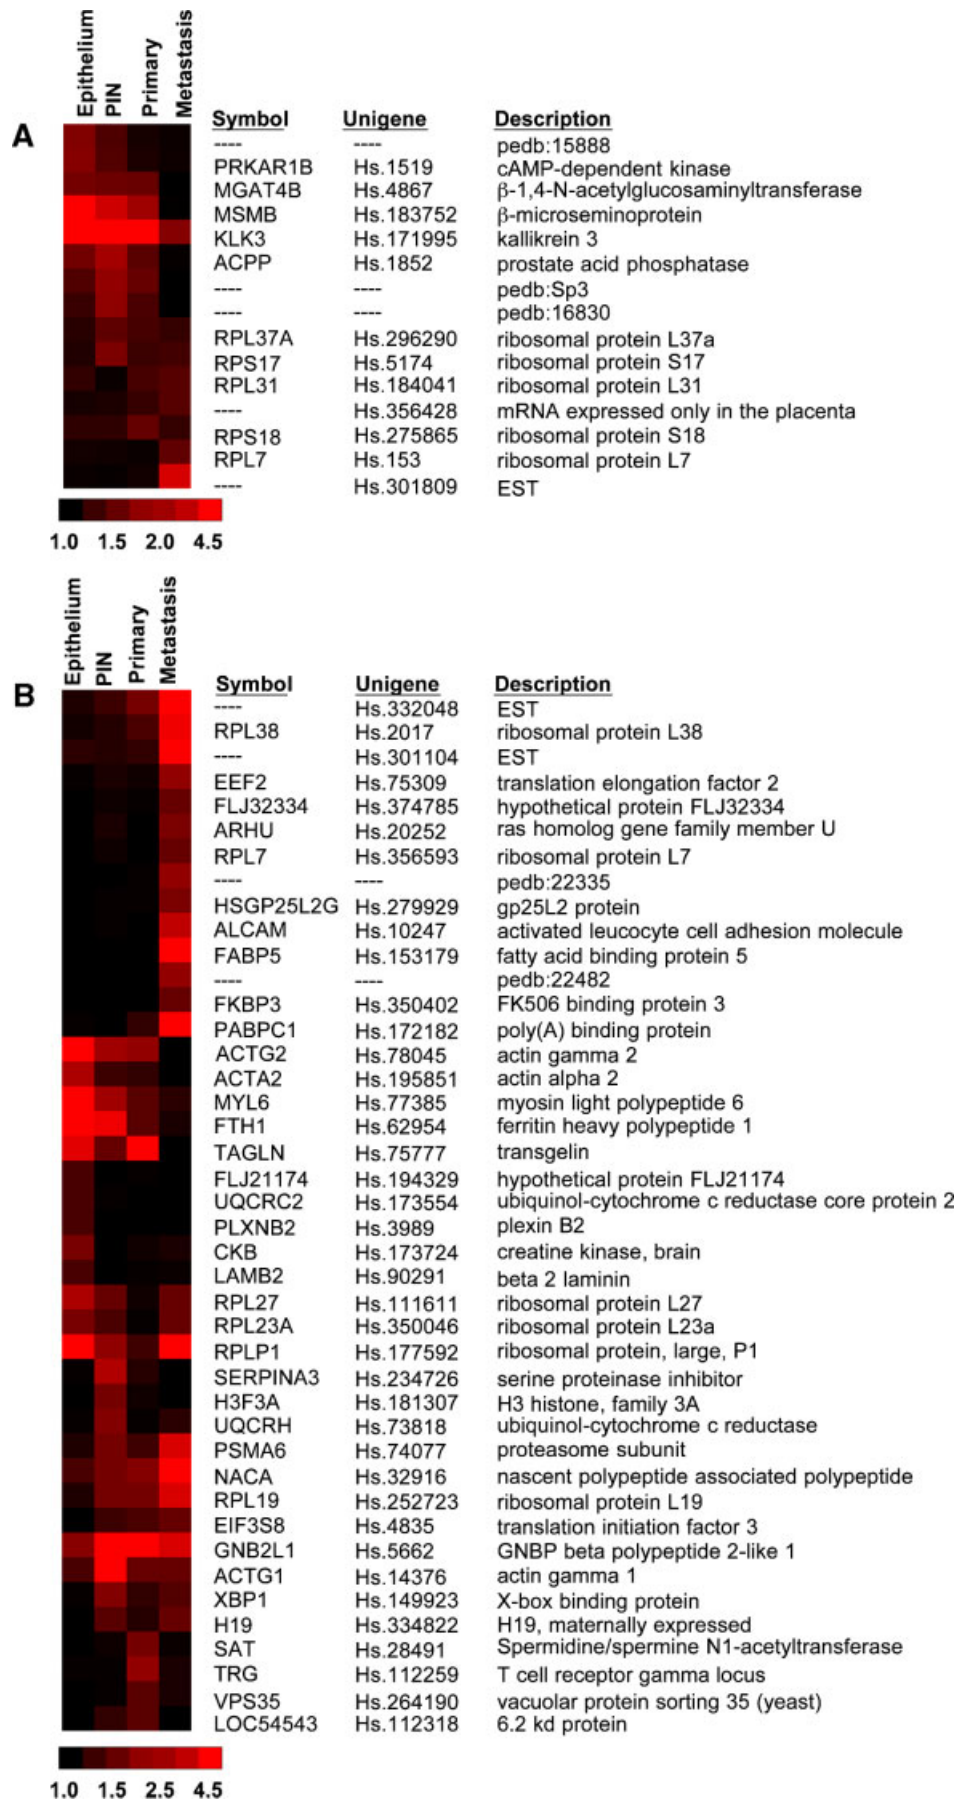 Epithelium PIN Primary Metastasis
A
Symbol Unigene Description
---- ---- pedb:15888
PRKAR1B Hs.1519 cAMP-dependent kinase
MGAT4B Hs.4867 β-1,4-N-acetylglucosaminyltransferase
MSMB Hs.183752 β-microseminoprotein
KLK3 Hs.171995 kallikrein 3
ACPP Hs.1852 prostate acid phosphatase
---- ---- pedb:Sp3
---- ---- pedb:16830
RPL37A Hs.296290 ribosomal protein L37a
RPS17 Hs.5174 ribosomal protein S17
RPL31 Hs.184041 ribosomal protein L31
---- Hs.356428 mRNA expressed only in the placenta
RPS18 Hs.275865 ribosomal protein S18
RPL7 Hs.153 ribosomal protein L7
---- Hs.301809 EST
1.0 1.5 2.0 4.5
Epithelium PIN Primary Metastasis
B
Symbol Unigene Description
---- Hs.332048 EST
RPL38 Hs.2017 ribosomal protein L38
---- Hs.301104 EST
EEF2 Hs.75309 translation elongation factor 2
FLJ32334 Hs.374785 hypothetical protein FLJ32334
ARHU Hs.20252 ras homolog gene family member U
RPL7 Hs.356593 ribosomal protein L7
---- ---- pedb:22335
HSGP25L2G Hs.279929 gp25L2 protein
ALCAM Hs.10247 activated leucocyte cell adhesion molecule
FABP5 Hs.153179 fatty acid binding protein 5
---- ---- pedb:22482
FKBP3 Hs.350402 FK506 binding protein 3
PABPC1 Hs.172182 poly(A) binding protein
ACTG2 Hs.78045 actin gamma 2
ACTA2 Hs.195851 actin alpha 2
MYL6 Hs.77385 myosin light polypeptide 6
FTH1 Hs.62954 ferritin heavy polypeptide 1
TAGLN Hs.75777 transgelin
FLJ21174 Hs.194329 hypothetical protein FLJ21174
UQCRC2 Hs.173554 ubiquinol-cytochrome c reductase core protein 2
PLXNB2 Hs.3989 plexin B2
CKB Hs.173724 creatine kinase, brain
LAMB2 Hs.90291 beta 2 laminin
RPL27 Hs.111611 ribosomal protein L27
RPL23A Hs.350046 ribosomal protein L23a
RPLP1 Hs.177592 ribosomal protein, large, P1
SERPINA3 Hs.234726 serine proteinase inhibitor
H3F3A Hs.181307 H3 histone, family 3A
UQCRH Hs.73818 ubiquinol-cytochrome c reductase
PSMA6 Hs.74077 proteasome subunit
NACA Hs.32916 nascent polypeptide associated polypeptide
RPL19 Hs.252723 ribosomal protein L19
EIF3S8 Hs.4835 translation initiation factor 3
GNB2L1 Hs.5662 GNBP beta polypeptide 2-like 1
ACTG1 Hs.14376 actin gamma 1
XBP1 Hs.149923 X-box binding protein
H19 Hs.334822 H19, maternally expressed
SAT Hs.28491 Spermidine/spermine N1-acetyltransferase
TRG Hs.112259 T cell receptor gamma locus
VPS35 Hs.264190 vacuolar protein sorting 35 (yeast)
LOC54543 Hs.112318 6.2 kd protein
1.0 1.5 2.5 4.5